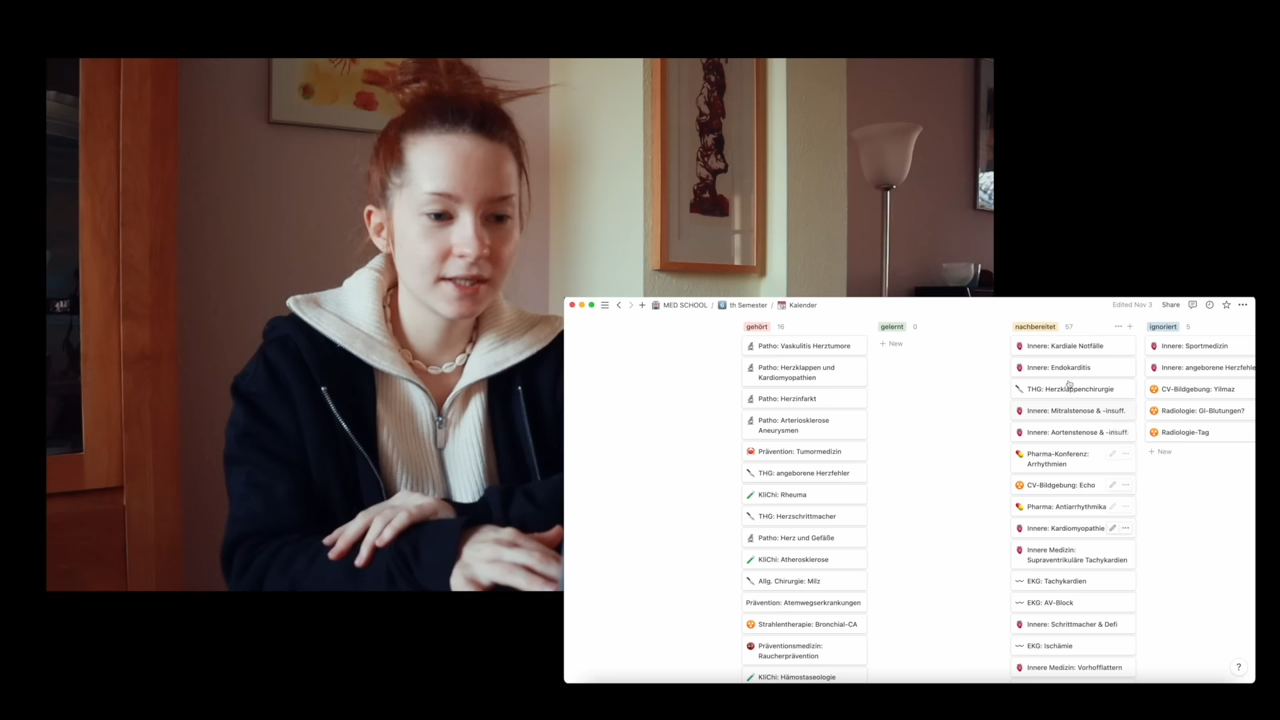 MED SCHOOL / th Semester / Kalender
Edited Nov 3 Share
gehört 16
Patho: Vaskulitis Herztumore
Patho: Herzklappen und
Kardiomyopathien
Patho: Herzinfarkt
Patho: Arteriosklerose
Aneurysmen
Prävention: Tumormedizin
THG: angeborene Herzfehler
KliChi: Rheuma
THG: Herzschrittmacher
Patho: Herz und Gefäße
KliChi: Atherosklerose
Allg. Chirurgie: Milz
Prävention: Atemwegserkrankungen
Strahlentherapie: Bronchial-CA
Präventionsmedizin:
Raucherprävention
KliChi: Hämostaseologie
gelernt 0
+ New
nachbereitet 57
Innere: Kardiale Notfälle
Innere: Endokarditis
THG: Herzklappenchirurgie
Innere: Mitralstenose & -insuff.
Innere: Aortenstenose & -insuff.
Pharma-Konferenz:
Arrhythmien
CV-Bildgebung: Echo
Pharma: Antiarrhythmika
Innere: Kardiomyopathie
Innere Medizin:
Supraventrikuläre Tachykardien
EKG: Tachykardien
EKG: AV-Block
Innere: Schrittmacher & Defi
EKG: Ischämie
Innere Medizin: Vorhofflattern
ignoriert 5
Innere: Sportmedizin
Innere: angeborene Herzfehle
CV-Bildgebung: Yilmaz
Radiologie: GI-Blutungen?
Radiologie-Tag
+ New
?